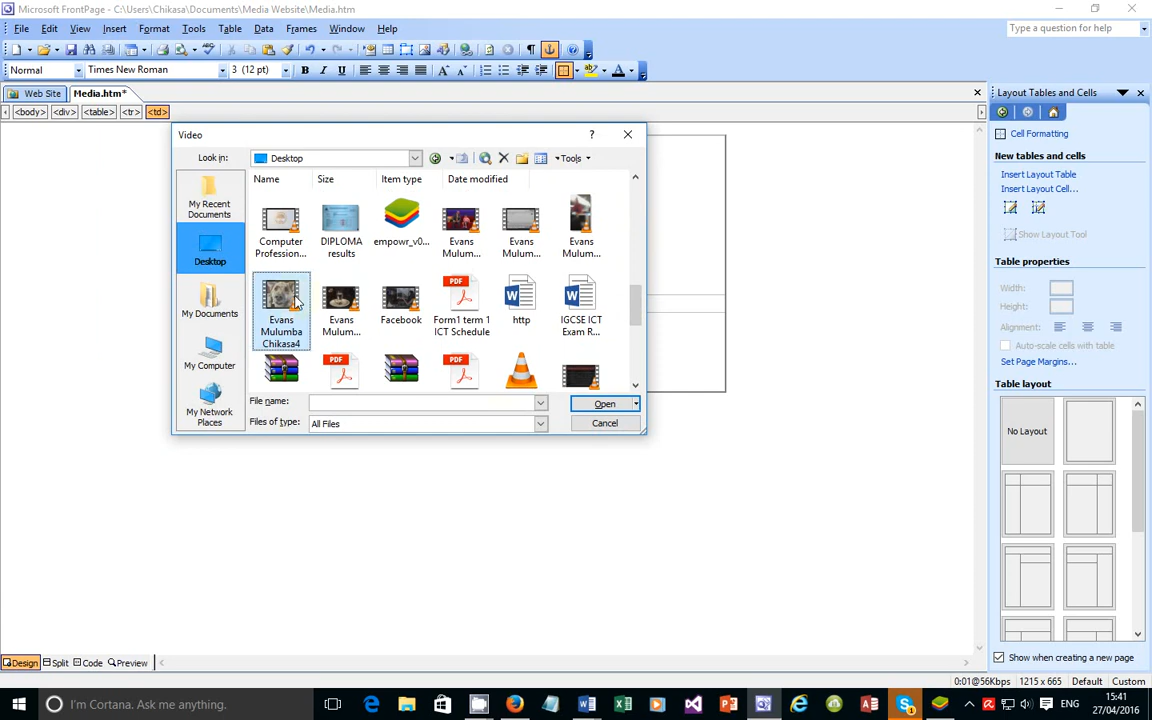 Microsoft FrontPage - C:\Users\Chikasa\Documents\Media Website\Media.htm
File Edit View Insert Format Tools Table Data Frames Window Help
Type a question for help
Normal Times New Roman 3 (12 pt) B I U
Web Site Media.htm*
<body> <div> <table> <tr> <td>
Layout Tables and Cells
Cell Formatting
New tables and cells
Insert Layout Table
Insert Layout Cell...
Show Layout Tool
Table properties
Width:
Height:
Alignment:
Auto-scale cells with table
Set Page Margins...
Table layout
No Layout
Show when creating a new page
Video
Look in: Desktop Tools
Name Size Item type Date modified
My Recent
Documents
Desktop
My Documents
My Computer
My Network
Places
Computer
Profession...
DIPLOMA
results
empowr_v0...
Evans
Mulum...
Evans
Mulum...
Evans
Mulum...
Evans
Mulumba
Chikasa4
Evans
Mulum...
Facebook
PDF
Form1 term 1
ICT Schedule
http
IGCSE ICT
Exam R...
PDF
PDF
File name: Open
Files of type: All Files Cancel
Design Split Code Preview
0:01@56Kbps 1215 x 665 Default Custom
I'm Cortana. Ask me anything.
ENG
15:41
27/04/2016